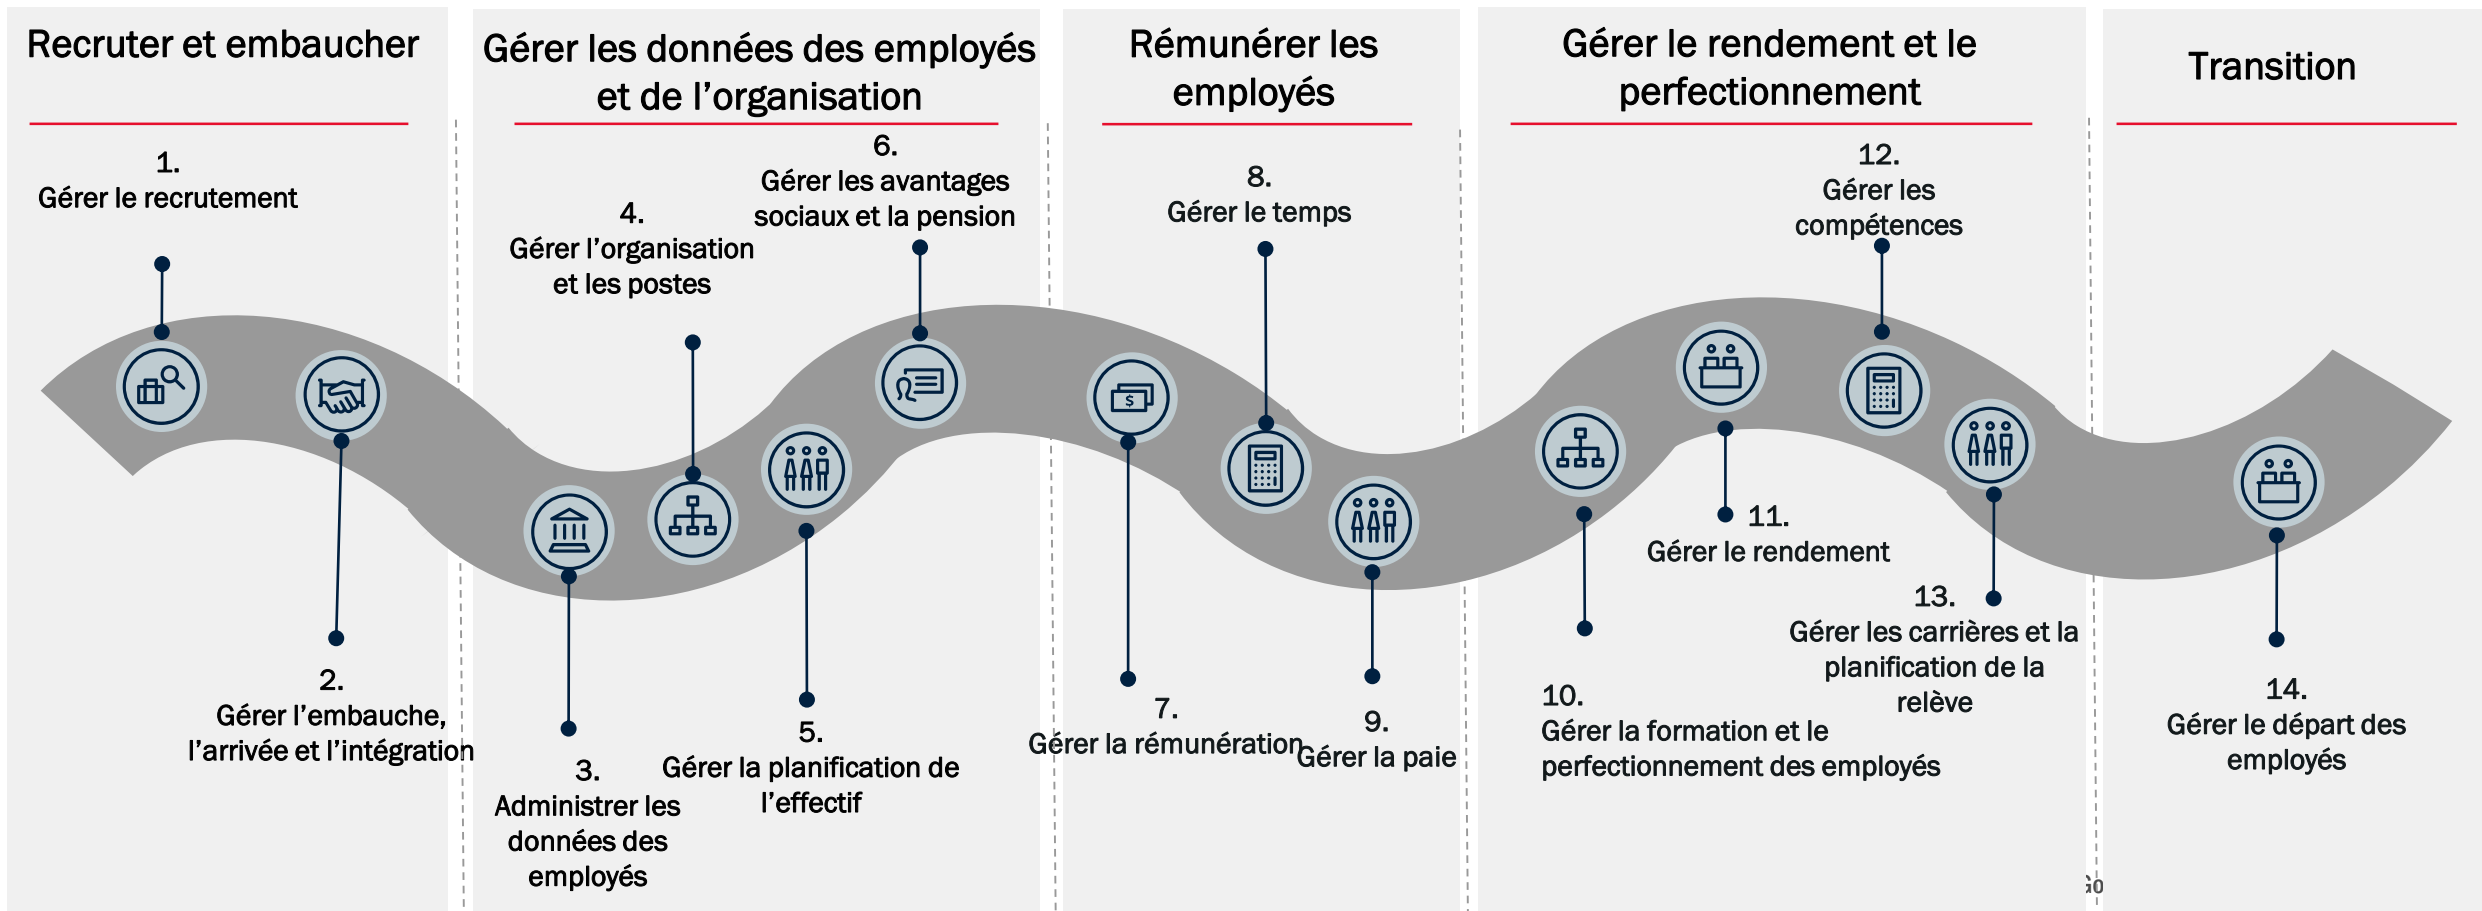 Recruter et embaucher
1.
Gérer le recrutement
2.
Gérer l’embauche,
l’arrivée et l’intégration
Gérer les données des employés
et de l’organisation
3.
Administrer les
données des
employés
4.
Gérer l’organisation
et les postes
5.
Gérer la planification de
l’effectif
6.
Gérer les avantages
sociaux et la pension
Rémunérer les
employés
7.
Gérer la rémunération
8.
Gérer le temps
9.
Gérer la paie
Gérer le rendement et le
perfectionnement
10.
Gérer la formation et le
perfectionnement des employés
11.
Gérer le rendement
12.
Gérer les
compétences
13.
Gérer les carrières et la
planification de la
relève
Transition
14.
Gérer le départ des
employés
$